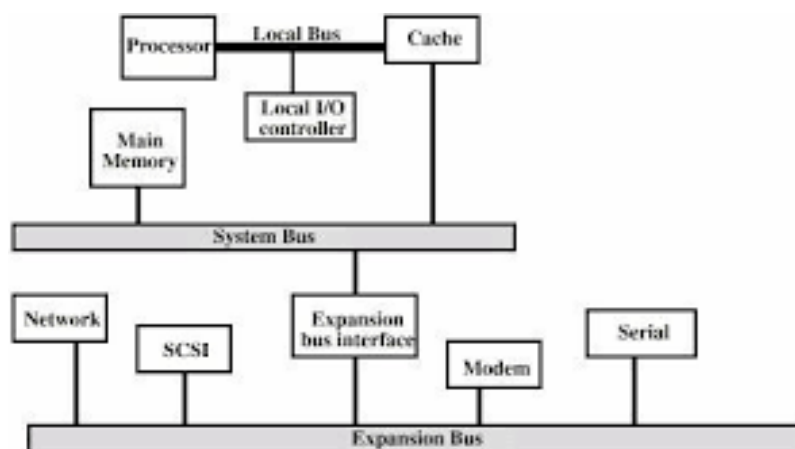 Processor
Local Bus
Cache
Local I/O
controller
Main
Memory
System Bus
Network
SCSI
Expansion
bus interface
Modem
Serial
Expansion Bus